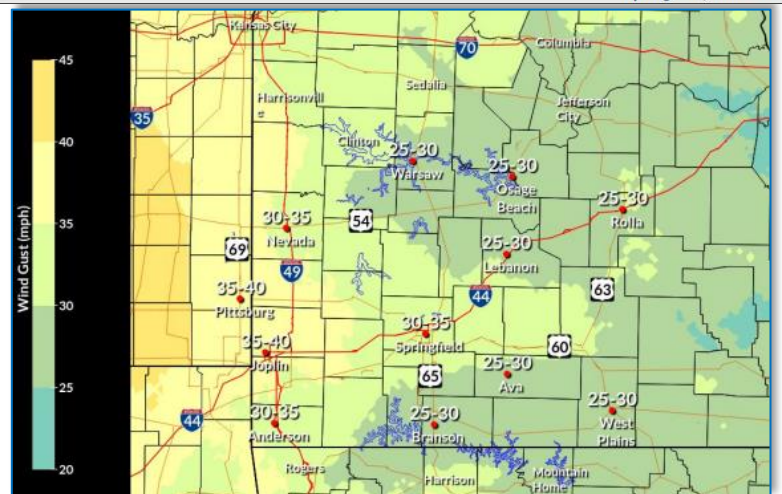 Kansas City
70
Columbia
45
Sedalia
Harrisonvill
e
Jefferson
City
35
40
Clinton
25-30
Warsaw
25-30
Osage
Beach
25-30
Rolla
35
30-35
Nevada
54
69
25-30
Lebanon
49
35-40
Pittsburg
44
63
Wind Gust (mph)
30
30-35
Springfield
60
35-40
Joplin
65
25-30
Ava
25
44
30-35
Anderson
25-30
Branson
25-30
West
Plains
20
Rogers
Harrison
Mountain
Home